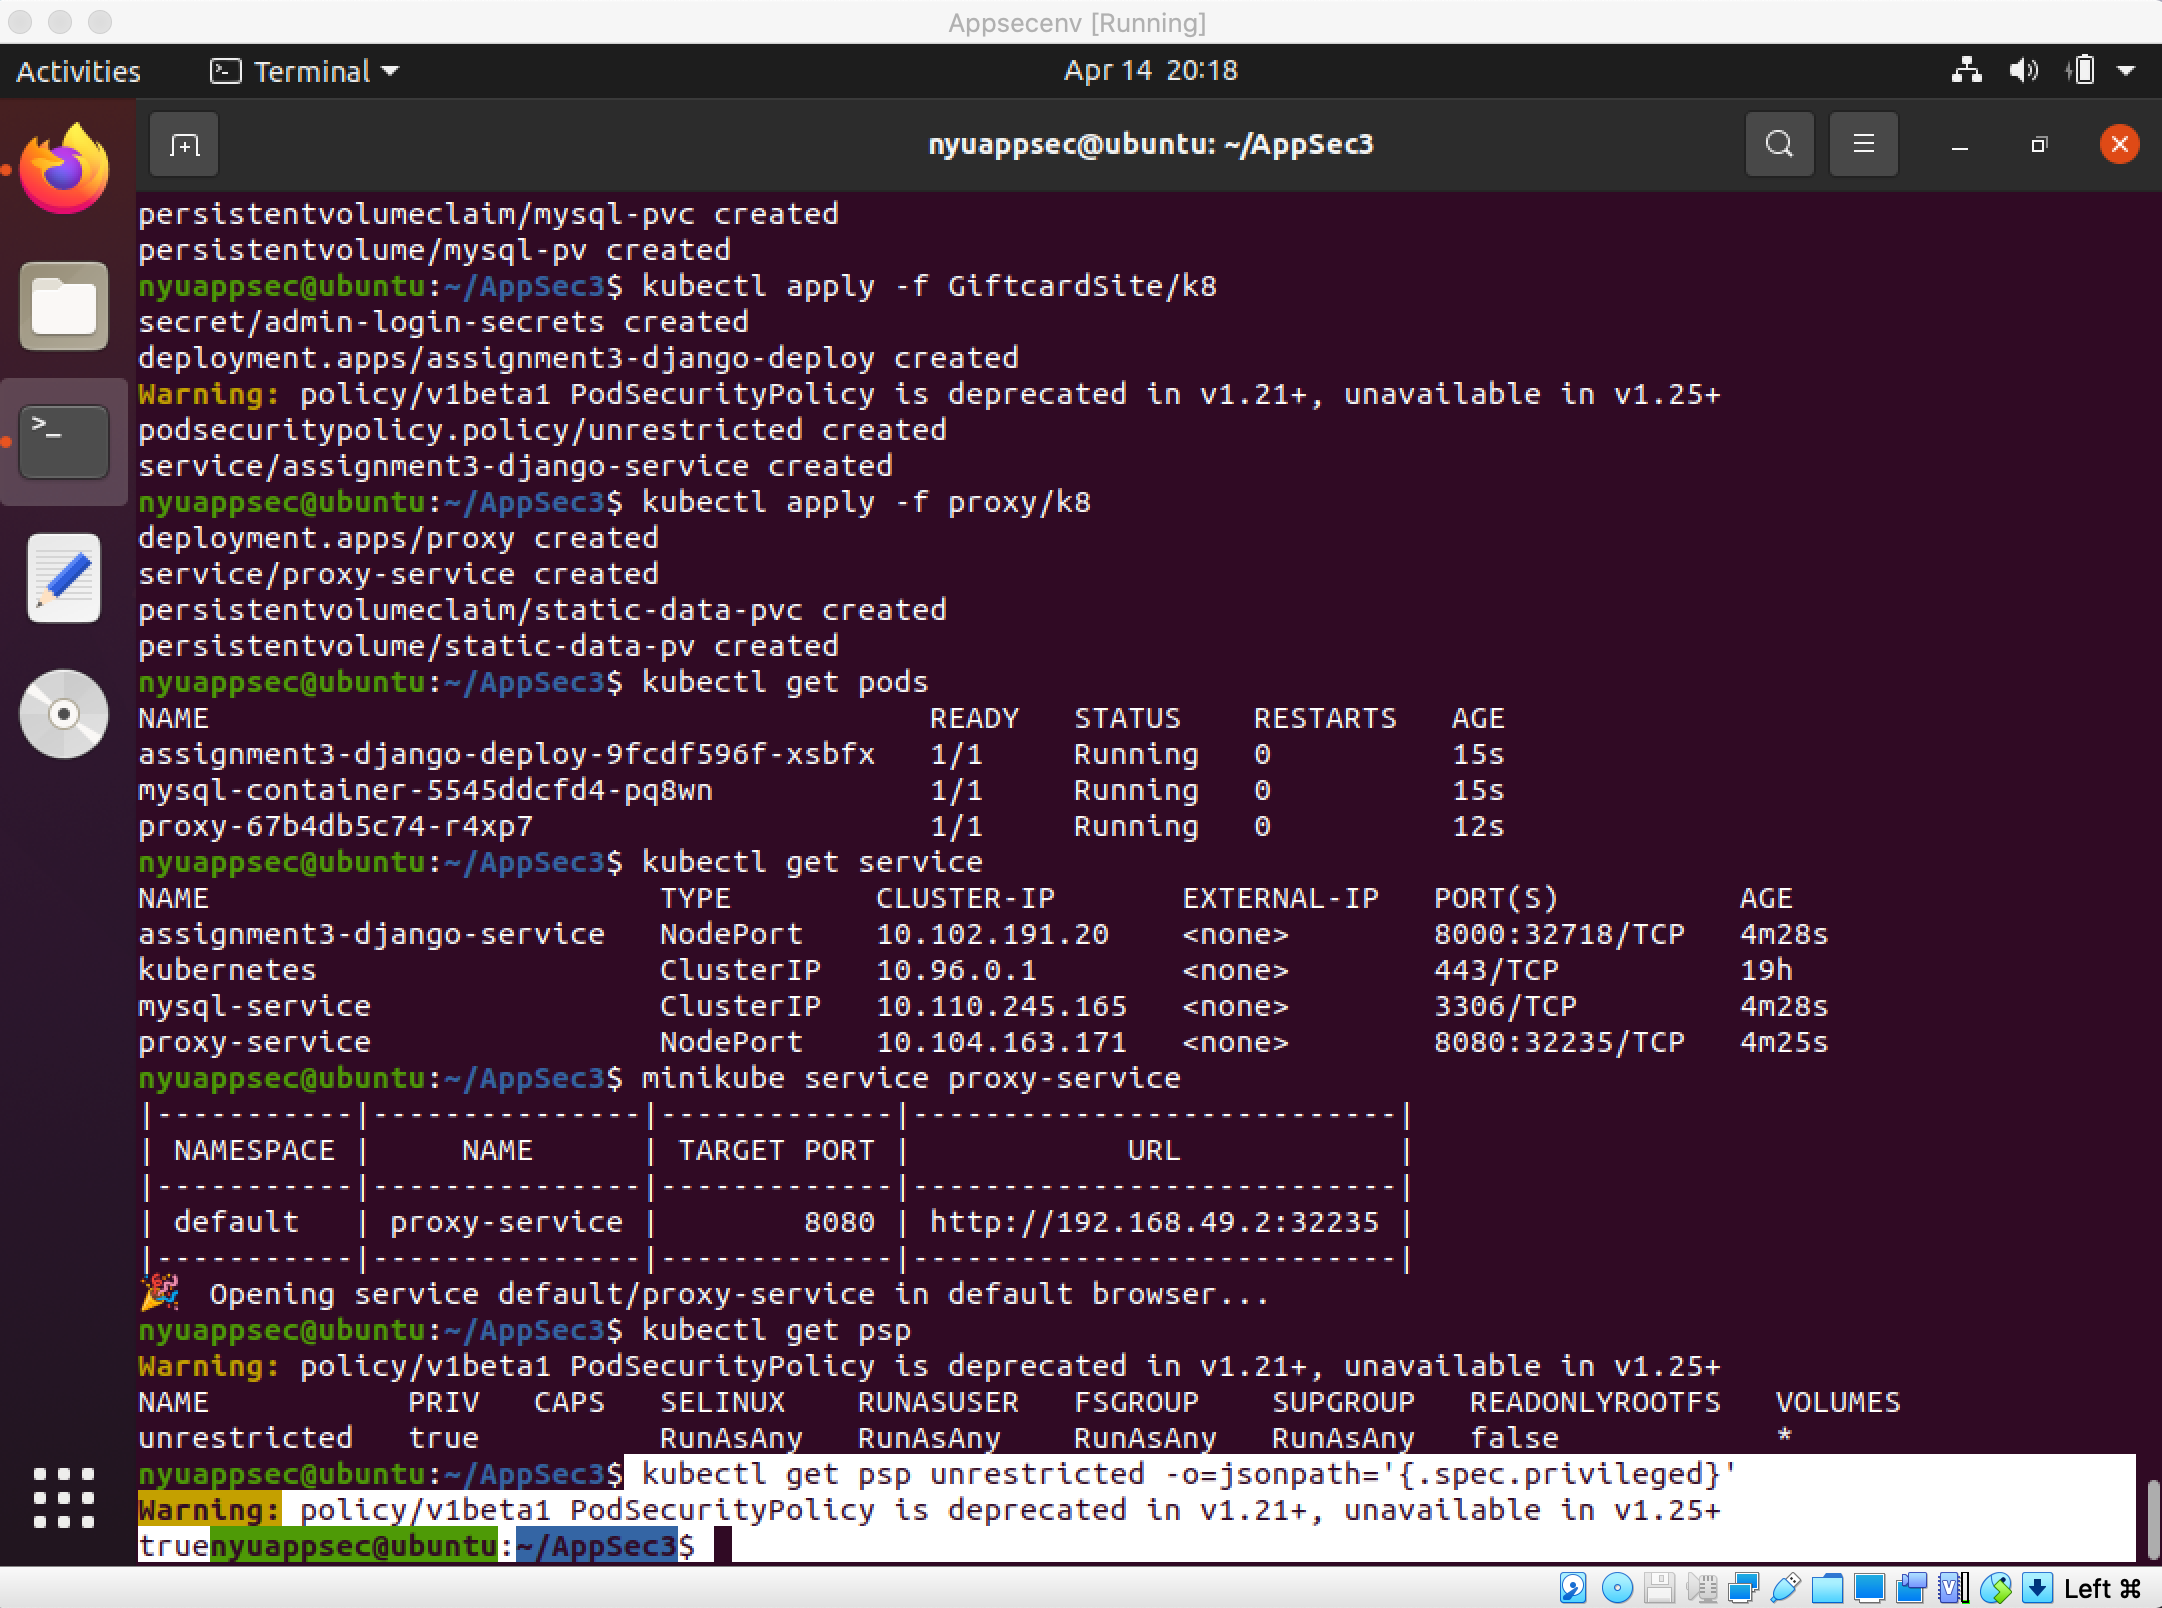 Appsecenv [Running]
Activities Terminal Apr 14 20:18
nyuappsec@ubuntu: ~/AppSec3
persistentvolumeclaim/mysql-pvc created
persistentvolume/mysql-pv created
nyuappsec@ubuntu:~/AppSec3$ kubectl apply -f GiftcardSite/k8
secret/admin-login-secrets created
deployment.apps/assignment3-django-deploy created
Warning: policy/v1beta1 PodSecurityPolicy is deprecated in v1.21+, unavailable in v1.25+
podsecuritypolicy.policy/unrestricted created
service/assignment3-django-service created
nyuappsec@ubuntu:~/AppSec3$ kubectl apply -f proxy/k8
deployment.apps/proxy created
service/proxy-service created
persistentvolumeclaim/static-data-pvc created
persistentvolume/static-data-pv created
nyuappsec@ubuntu:~/AppSec3$ kubectl get pods
NAME READY STATUS RESTARTS AGE
assignment3-django-deploy-9fcdf596f-xsbfx 1/1 Running 0 15s
mysql-container-5545ddcfd4-pq8wn 1/1 Running 0 15s
proxy-67b4db5c74-r4xp7 1/1 Running 0 12s
nyuappsec@ubuntu:~/AppSec3$ kubectl get service
NAME TYPE CLUSTER-IP EXTERNAL-IP PORT(S) AGE
assignment3-django-service NodePort 10.102.191.20 <none> 8000:32718/TCP 4m28s
kubernetes ClusterIP 10.96.0.1 <none> 443/TCP 19h
mysql-service ClusterIP 10.110.245.165 <none> 3306/TCP 4m28s
proxy-service NodePort 10.104.163.171 <none> 8080:32235/TCP 4m25s
nyuappsec@ubuntu:~/AppSec3$ minikube service proxy-service
|-----------|---------------|-------------|---------------------------|
| NAMESPACE | NAME | TARGET PORT | URL |
|-----------|---------------|-------------|---------------------------|
| default | proxy-service | 8080 | http://192.168.49.2:32235 |
|-----------|---------------|-------------|---------------------------|
🎉 Opening service default/proxy-service in default browser...
nyuappsec@ubuntu:~/AppSec3$ kubectl get psp
Warning: policy/v1beta1 PodSecurityPolicy is deprecated in v1.21+, unavailable in v1.25+
NAME PRIV CAPS SELINUX RUNASUSER FSGROUP SUPGROUP READONLYROOTFS VOLUMES
unrestricted true RunAsAny RunAsAny RunAsAny RunAsAny false *
nyuappsec@ubuntu:~/AppSec3$ kubectl get psp unrestricted -o=jsonpath='{.spec.privileged}'
Warning: policy/v1beta1 PodSecurityPolicy is deprecated in v1.21+, unavailable in v1.25+
truenyuappsec@ubuntu:~/AppSec3$
Left ⌘